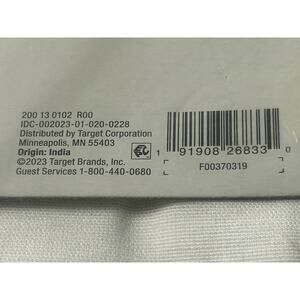 200 13 0102 R00
IDC-002023-01-020-0228
Distributed by Target Corporation
Minneapolis, MN 55403
Origin: India
©2023 Target Brands, Inc.
Guest Services 1-800-440-0680
1 91908 26833 0
F00370319